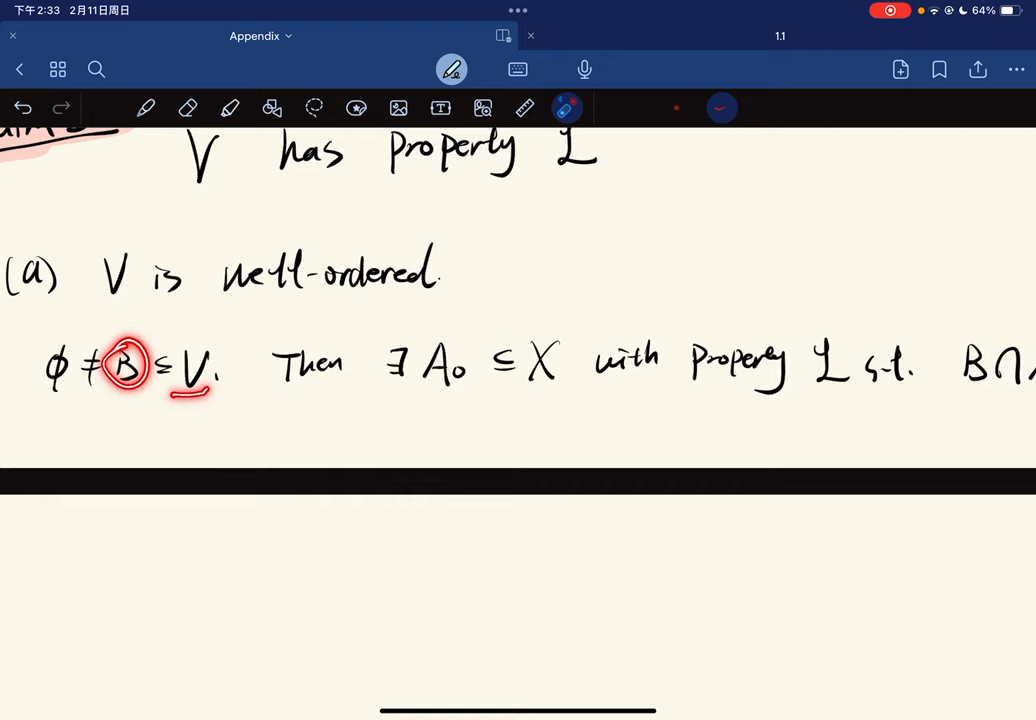 下午2:33 2月11日周日
64%
Appendix
1.1
V has property L
(a) V is well-ordered.
φ ≠ B ⊆ V. Then ∃ A₀ ⊆ X with property L s.t. B∩